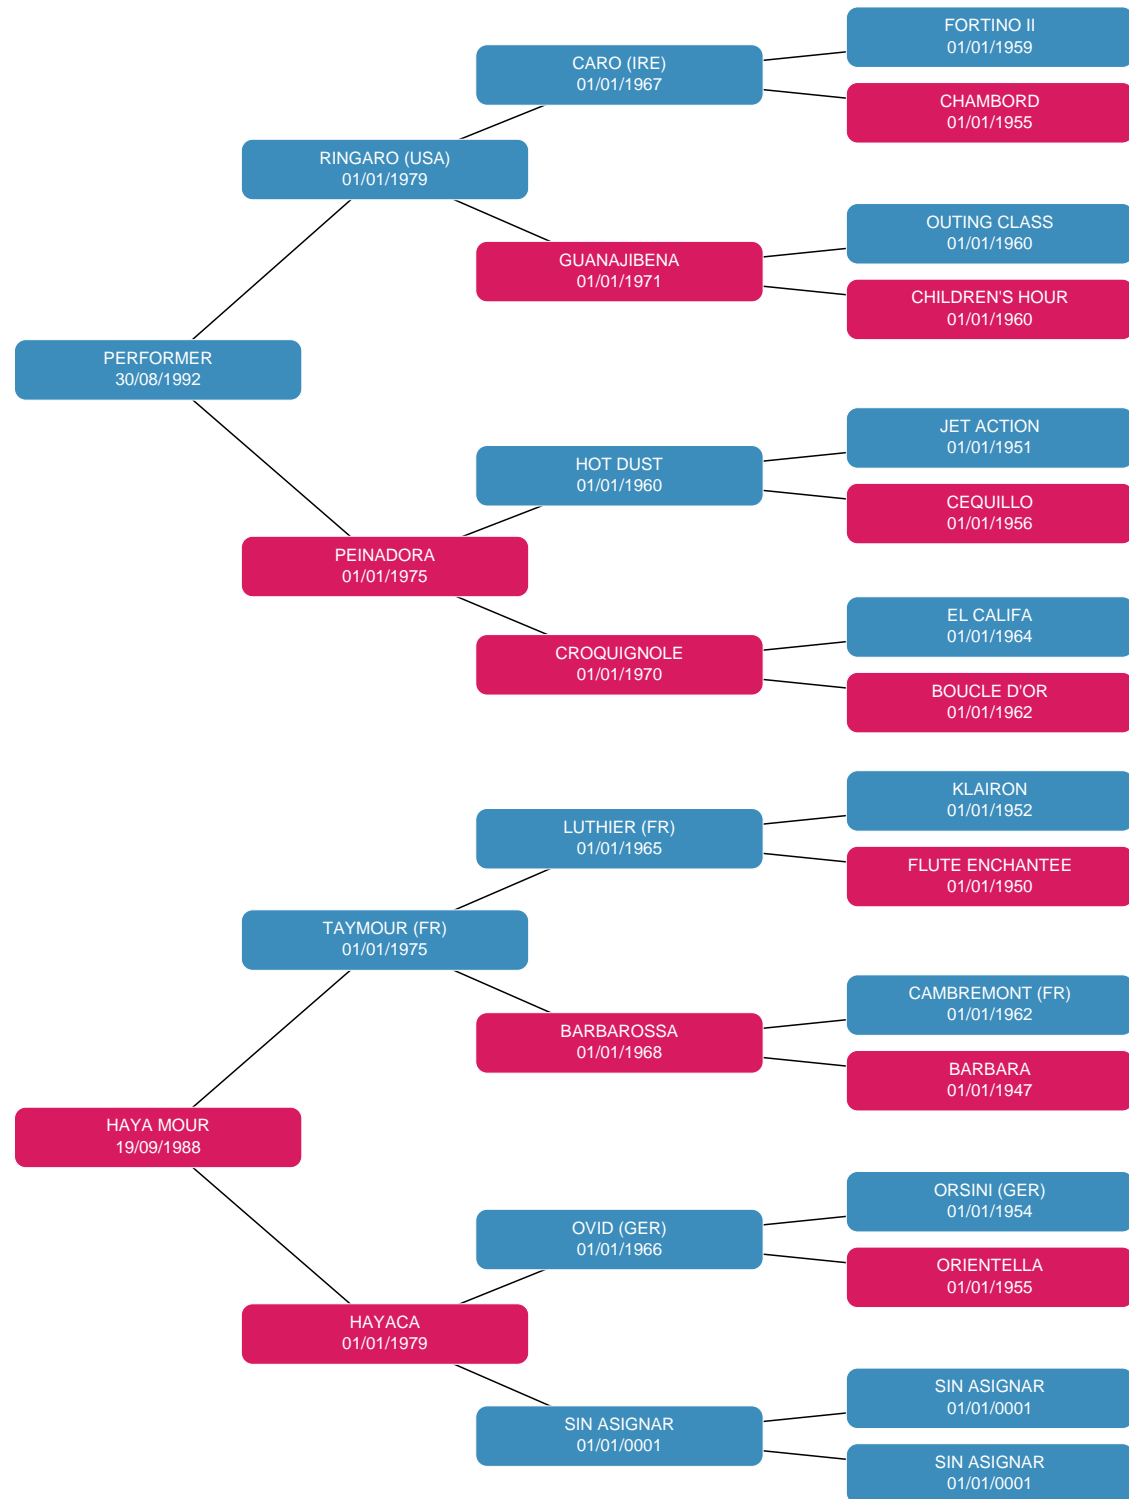 FORTINO II
01/01/1959
CARO (IRE)
01/01/1967
CHAMBORD
01/01/1955
RINGARO (USA)
01/01/1979
OUTING CLASS
01/01/1960
GUANAJIBENA
01/01/1971
CHILDREN'S HOUR
01/01/1960
PERFORMER
30/08/1992
JET ACTION
01/01/1951
HOT DUST
01/01/1960
CEQUILLO
01/01/1956
PEINADORA
01/01/1975
EL CALIFA
01/01/1964
CROQUIGNOLE
01/01/1970
BOUCLE D'OR
01/01/1962
KLAIRON
01/01/1952
LUTHIER (FR)
01/01/1965
FLUTE ENCHANTEE
01/01/1950
TAYMOUR (FR)
01/01/1975
CAMBREMONT (FR)
01/01/1962
BARBAROSSA
01/01/1968
BARBARA
01/01/1947
HAYA MOUR
19/09/1988
ORSINI (GER)
01/01/1954
OVID (GER)
01/01/1966
ORIENTELLA
01/01/1955
HAYACA
01/01/1979
SIN ASIGNAR
01/01/0001
SIN ASIGNAR
01/01/0001
SIN ASIGNAR
01/01/0001